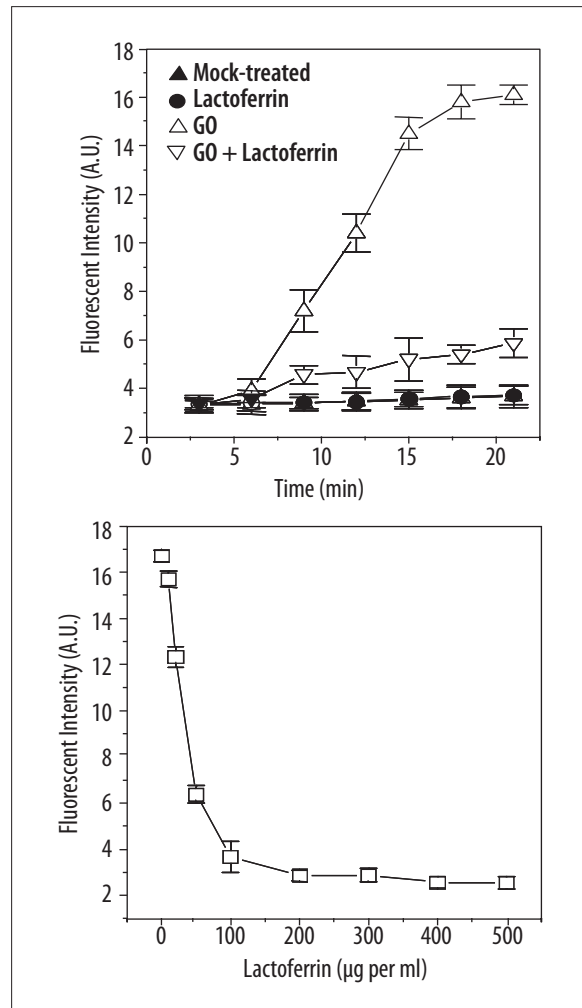 18
16
14
12
10
8
6
4
2
Fluorescent Intensity (A.U.)
Mock-treated
Lactoferrin
GO
GO + Lactoferrin
0 5 10 15 20
Time (min)
18
16
14
12
10
8
6
4
2
Fluorescent Intensity (A.U.)
0 100 200 300 400 500
Lactoferrin (µg per ml)